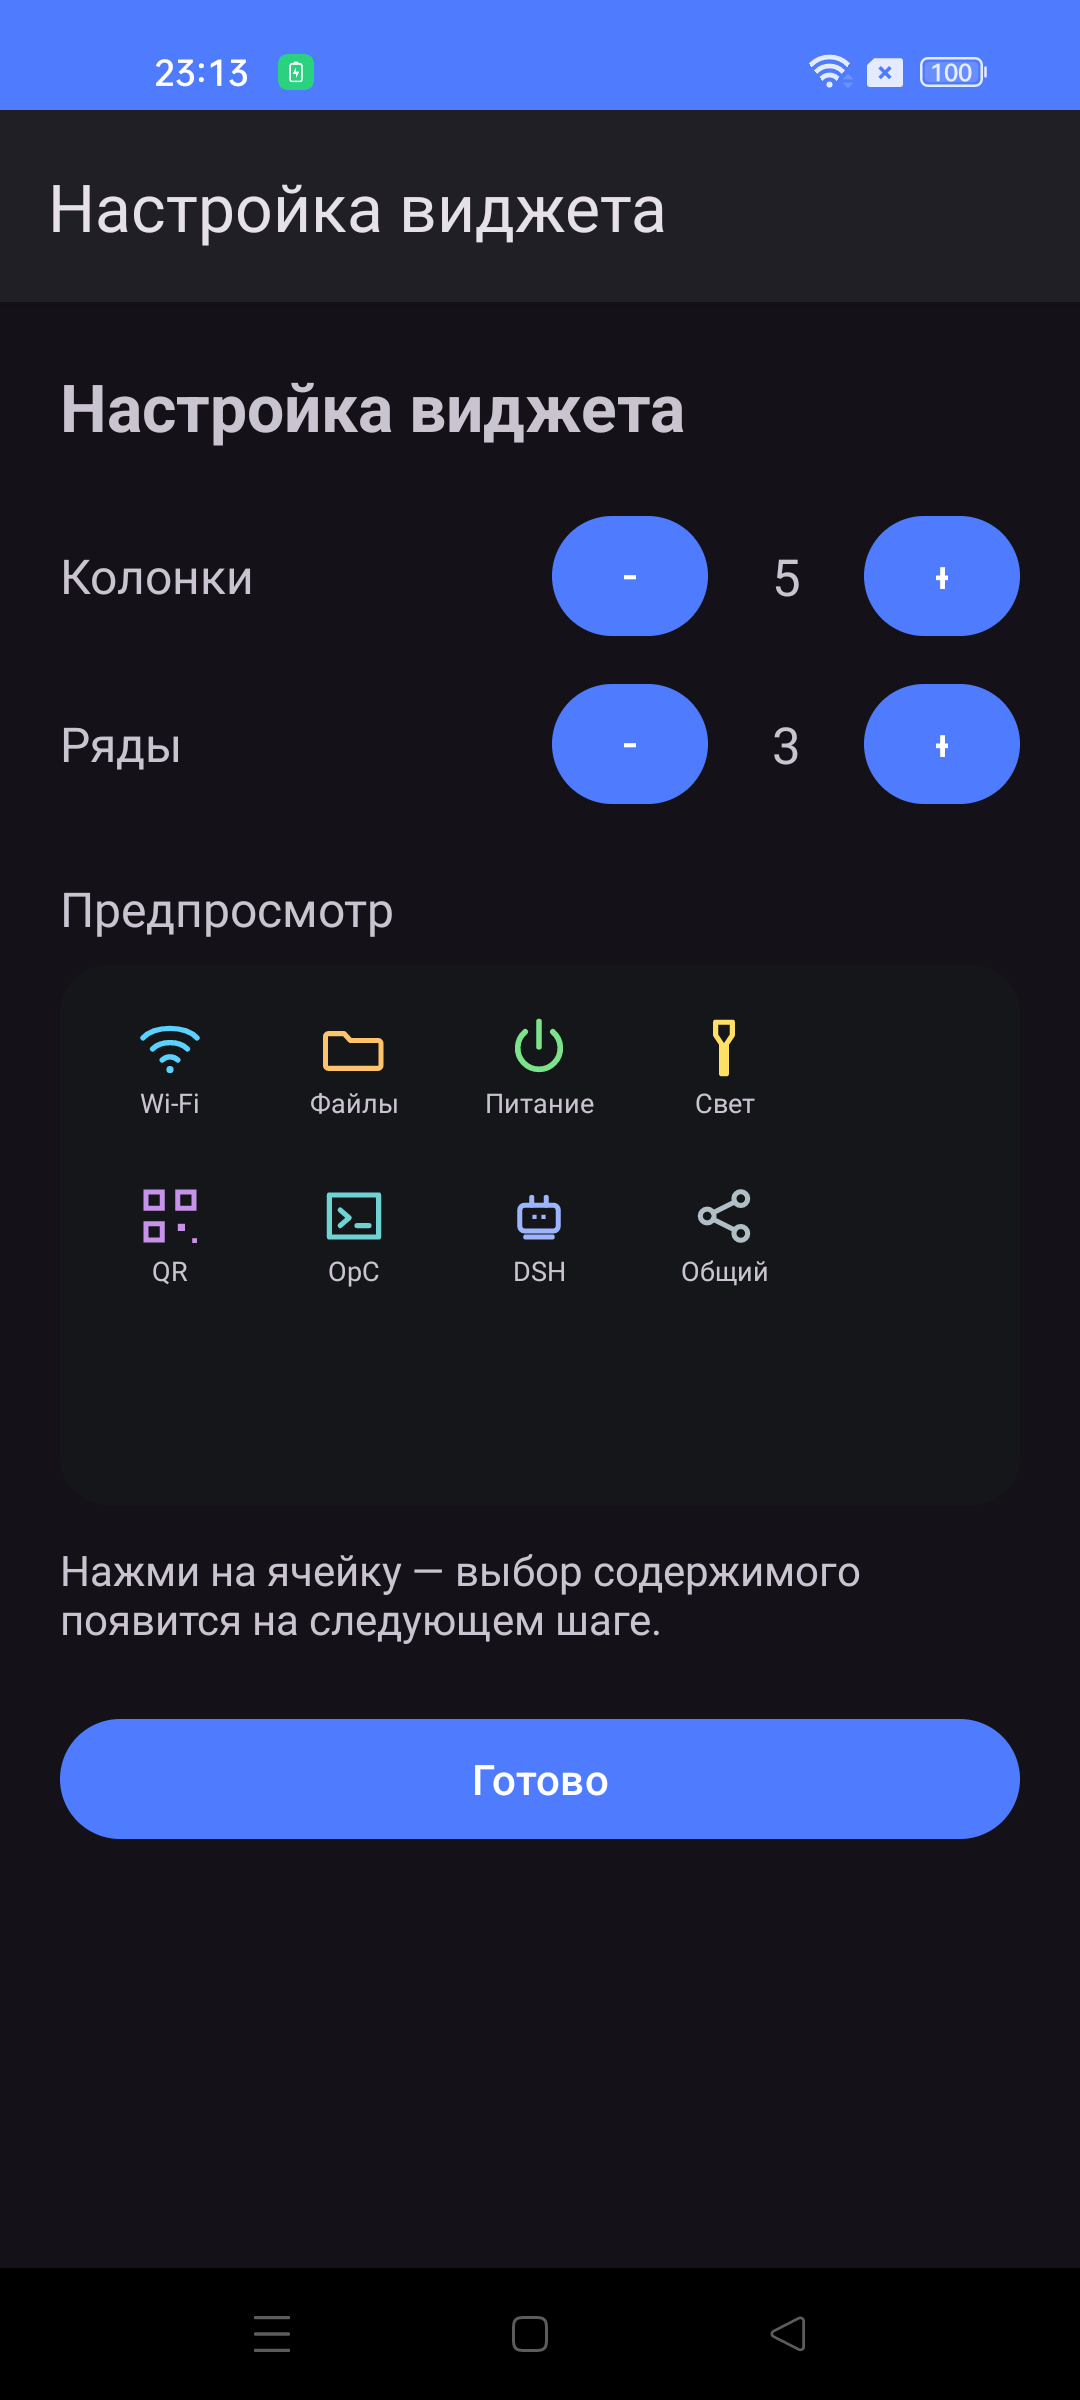 23:13
100
Настройка виджета
Настройка виджета
Колонки - 5 +
Ряды - 3 +
Предпросмотр
Wi-Fi Файлы Питание Свет
QR OpC DSH Общий
Нажми на ячейку — выбор содержимого
появится на следующем шаге.
Готово